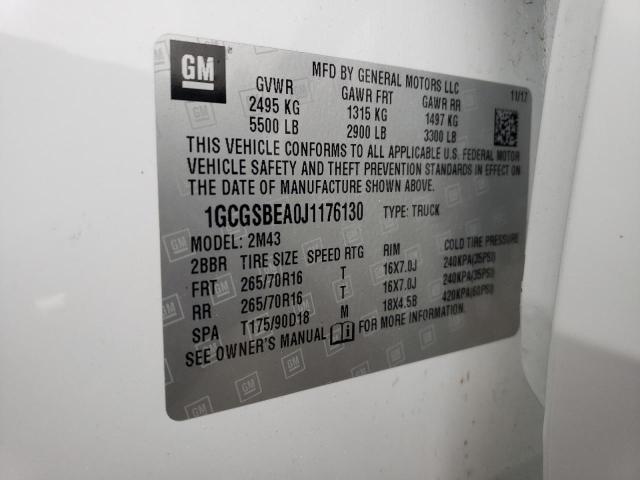 GM
MFD BY GENERAL MOTORS LLC
11/17
GVWR GAWR FRT GAWR RR
2495 KG 1315 KG 1497 KG
5500 LB 2900 LB 3300 LB
THIS VEHICLE CONFORMS TO ALL APPLICABLE U.S. FEDERAL MOTOR
VEHICLE SAFETY AND THEFT PREVENTION STANDARDS IN EFFECT ON
THE DATE OF MANUFACTURE SHOWN ABOVE.
1GCGSBEA0J1176130 TYPE: TRUCK
MODEL: 2M43
2BBR TIRE SIZE SPEED RTG RIM COLD TIRE PRESSURE
FRT 265/70R16 T 16X7.0J 240KPA(35PSI)
RR 265/70R16 T 16X7.0J 240KPA(35PSI)
SPA T175/90D18 M 18X4.5B 420KPA(60PSI)
SEE OWNER'S MANUAL FOR MORE INFORMATION.